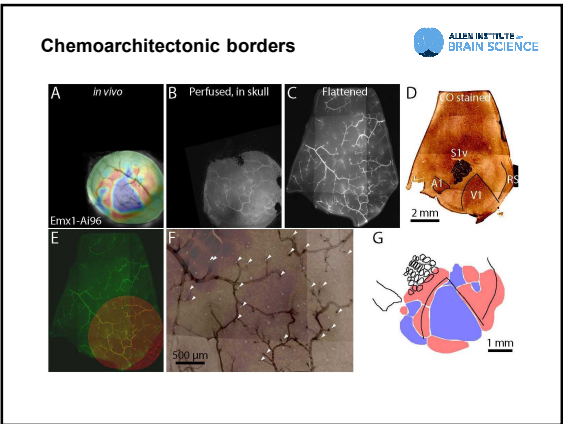 Chemoarchitectonic borders
ALLEN INSTITUTE for
BRAIN SCIENCE
A
in vivo
B
Perfused, in skull
C
Flattened
D
CO stained
S1v
A1
V1
RS
2 mm
Emx1-Ai96
E
F
G
500 µm
1 mm